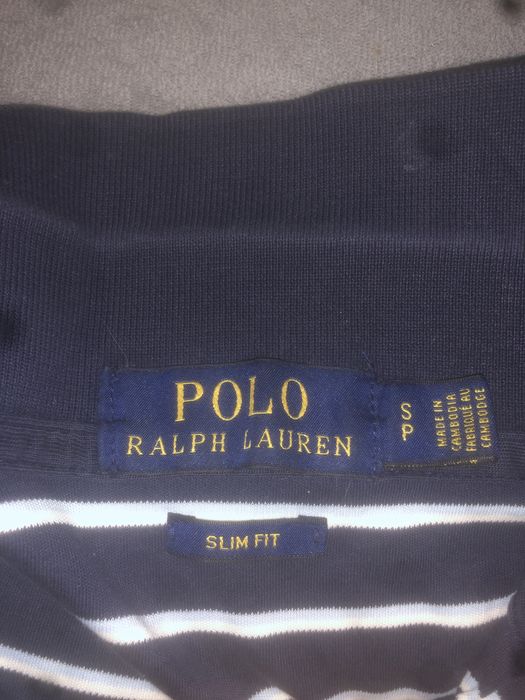 POLO
RALPH LAUREN
S
P
MADE IN
CAMBODIA
FABRIQUÉ AU
CAMBODGE
SLIM FIT